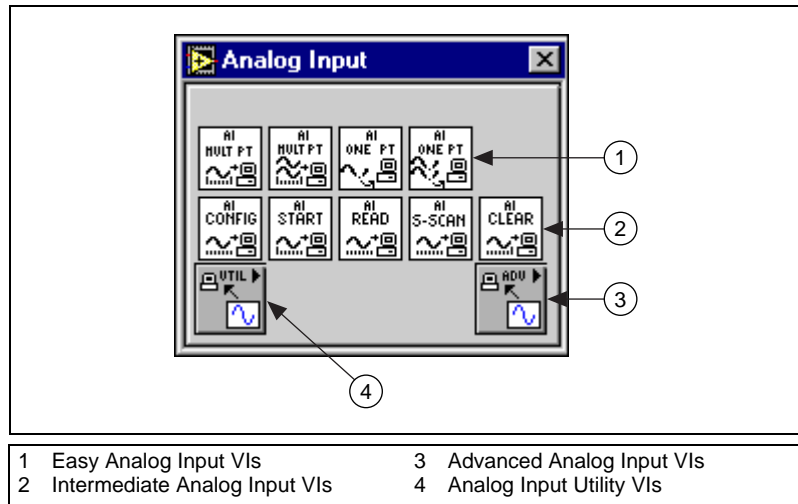 Analog Input
AI MULT PT
AI MULT PT
AI ONE PT
AI ONE PT
1
AI CONFIG
AI START
AI READ
AI S-SCAN
AI CLEAR
2
UTIL
ADV
3
4
1 Easy Analog Input VIs
2 Intermediate Analog Input VIs
3 Advanced Analog Input VIs
4 Analog Input Utility VIs